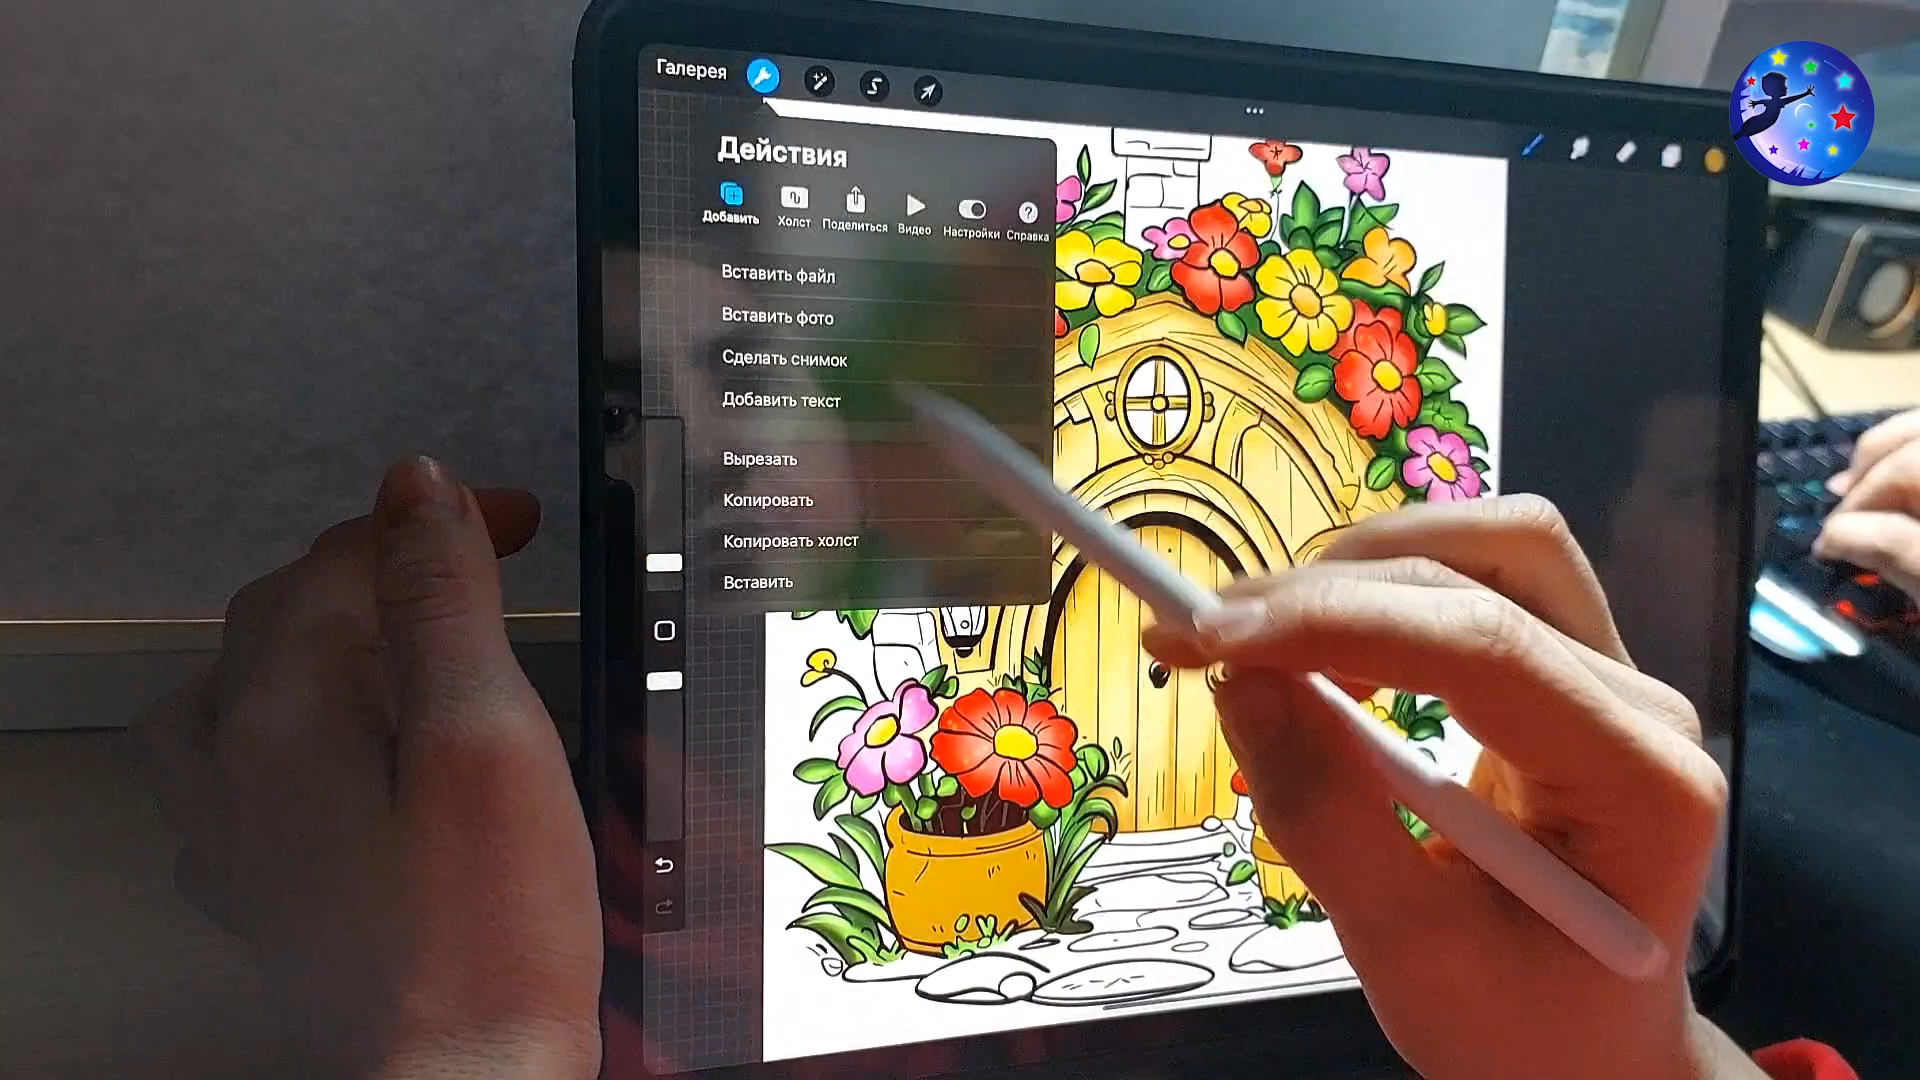 Галерея
Действия
Добавить
Холст
Поделиться
Видео
Настройки
Справка
Вставить файл
Вставить фото
Сделать снимок
Добавить текст
Вырезать
Копировать
Копировать холст
Вставить